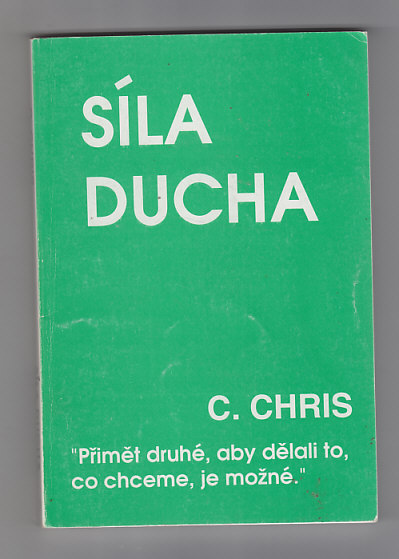 SÍLA
DUCHA
C. CHRIS
"Přimět druhé, aby dělali to,
co chceme, je možné."